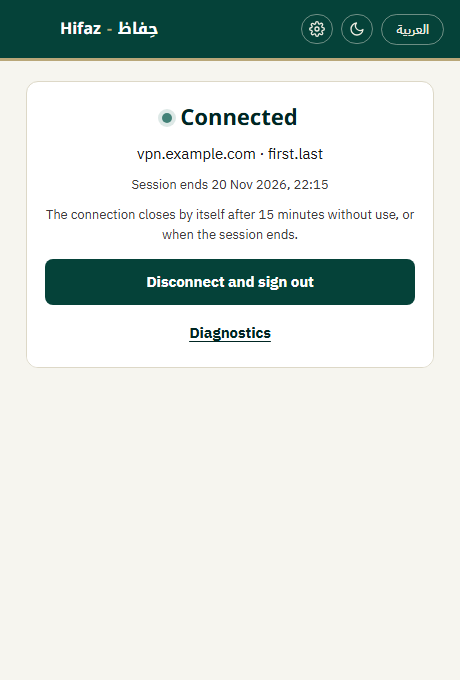 Hifaz - حِفاظ
العربية
Connected
vpn.example.com · first.last
Session ends 20 Nov 2026, 22:15
The connection closes by itself after 15 minutes without use, or
when the session ends.
Disconnect and sign out
Diagnostics